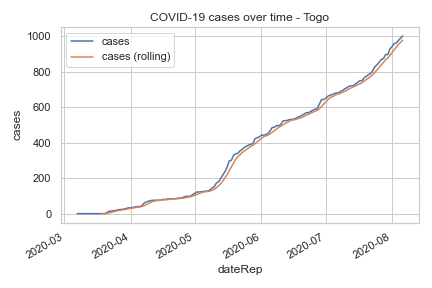 COVID-19 cases over time - Togo
cases
cases (rolling)
1000
800
600
400
200
0
cases
2020-03
2020-04
2020-05
2020-06
2020-07
2020-08
dateRep